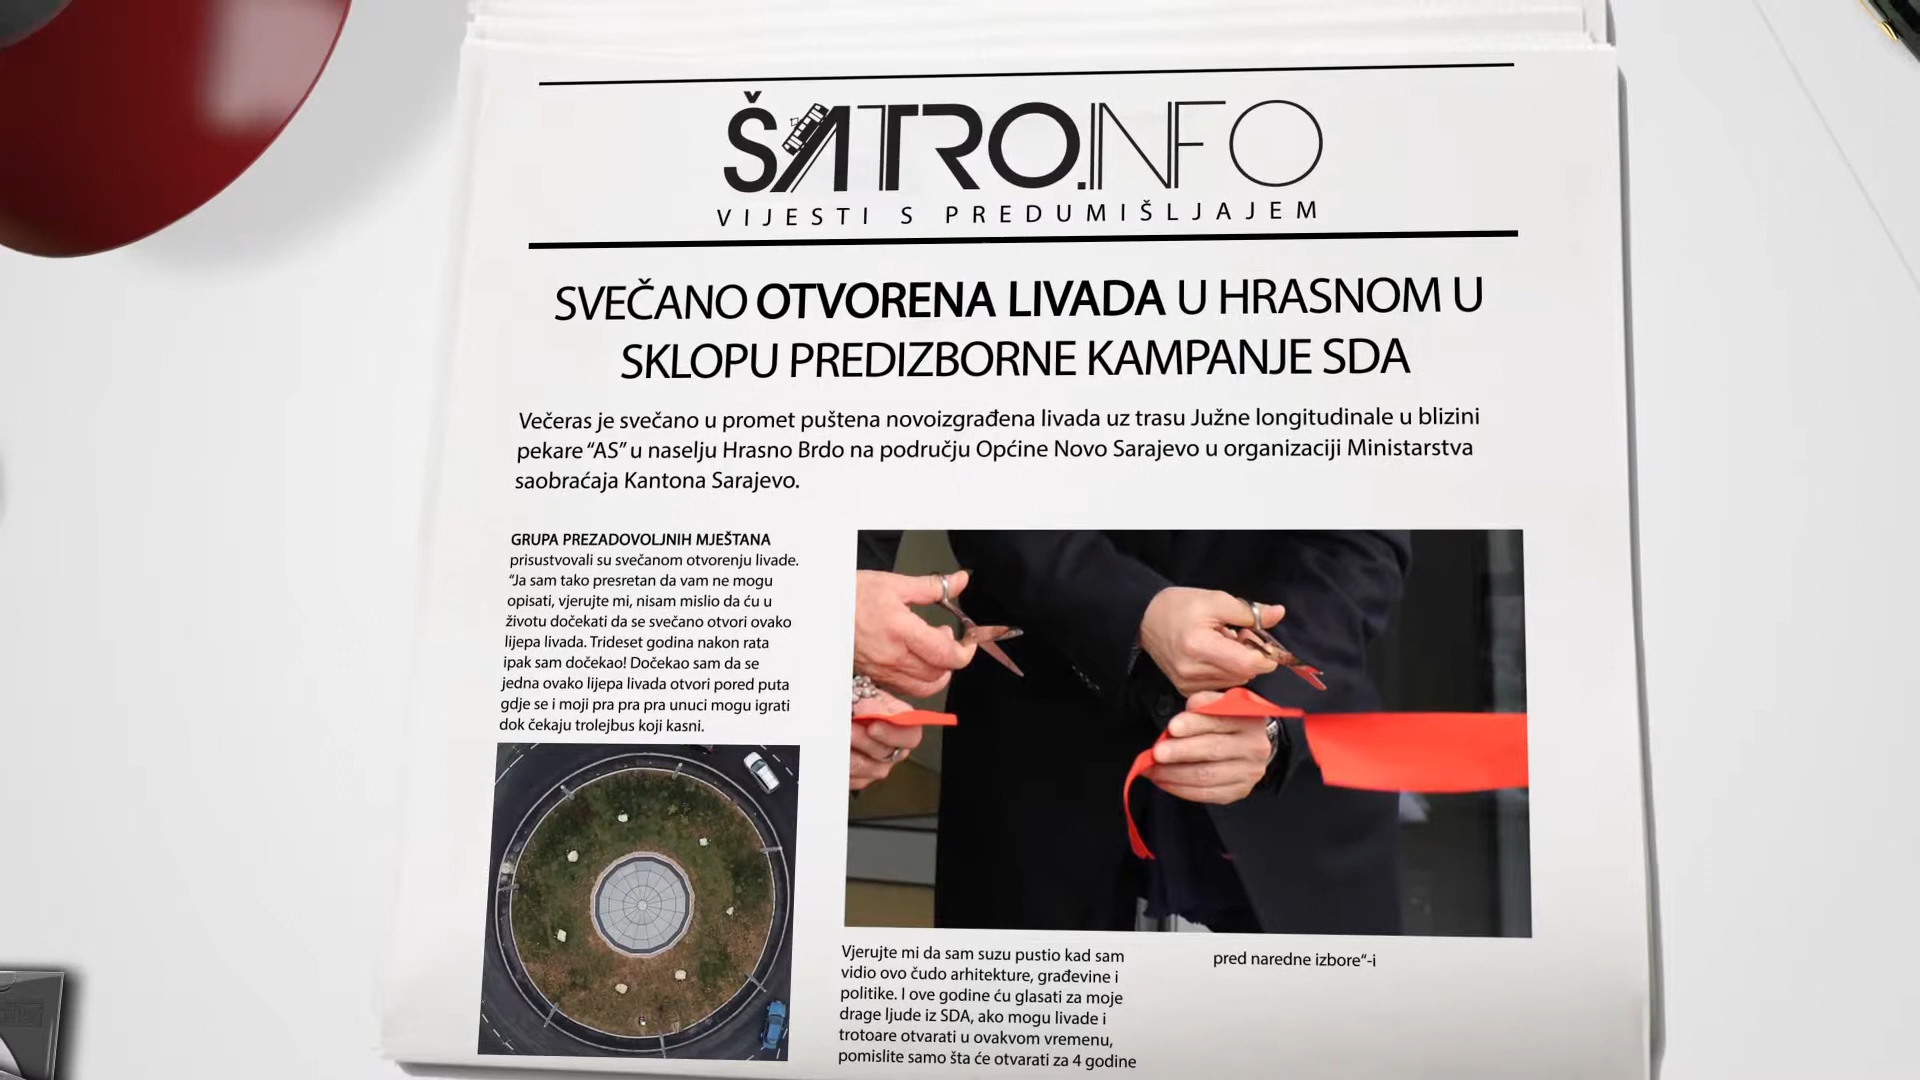 ŠATRO.INFO
VIJESTI S PREDUMIŠLJAJEM
SVEČANO OTVORENA LIVADA U HRASNOM U
SKLOPU PREDIZBORNE KAMPANJE SDA
Večeras je svečano u promet puštena novoizgrađena livada uz trasu Južne longitudinale u blizini
pekare “AS” u naselju Hrasno Brdo na području Općine Novo Sarajevo u organizaciji Ministarstva
saobraćaja Kantona Sarajevo.
GRUPA PREZADOVOLJNIH MJEŠTANA
prisustvovali su svečanom otvorenju livade.
“Ja sam tako presretan da vam ne mogu
opisati, vjerujte mi, nisam mislio da ću u
životu dočekati da se svečano otvori ovako
lijepa livada. Trideset godina nakon rata
ipak sam dočekao! Dočekao sam da se
jedna ovako lijepa livada otvori pored puta
gdje se i moji pra pra pra unuci mogu igrati
dok čekaju trolejbus koji kasni.
Vjerujte mi da sam suzu pustio kad sam
vidio ovo čudo arhitekture, građevine i
politike. I ove godine ću glasati za moje
drage ljude iz SDA, ako mogu livade i
trotoare otvarati u ovakvom vremenu,
pomislite samo šta će otvarati za 4 godine
pred naredne izbore“-i